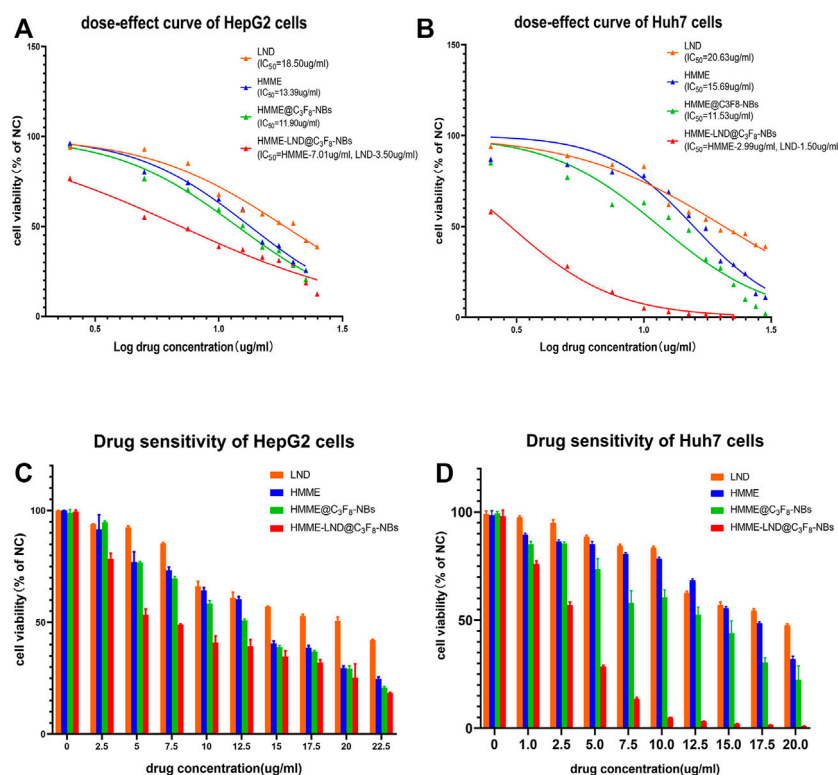 A
dose-effect curve of HepG2 cells
LND
(IC50=18.50ug/ml)
HMME
(IC50=13.39ug/ml)
HMME@C3F8-NBs
(IC50=11.90ug/ml)
HMME-LND@C3F8-NBs
(IC50=HMME-7.01ug/ml, LND-3.50ug/ml)
cell viability (% of NC)
150
100
50
0
0.5
1.0
1.5
Log drug concentration(ug/ml)
B
dose-effect curve of Huh7 cells
LND
(IC50=20.63ug/ml)
HMME
(IC50=15.69ug/ml)
HMME@C3F8-NBs
(IC50=11.53ug/ml)
HMME-LND@C3F8-NBs
(IC50=HMME-2.99ug/ml, LND-1.50ug/ml)
cell viability (% of NC)
150
100
50
0
0.5
1.0
1.5
Log drug concentration(ug/ml)
Drug sensitivity of HepG2 cells
C
LND
HMME
HMME@C3F8-NBs
HMME-LND@C3F8-NBs
cell viability (% of NC)
100
50
0
0 2.5 5 7.5 10 12.5 15 17.5 20 22.5
drug concentration(ug/ml)
Drug sensitivity of Huh7 cells
D
LND
HMME
HMME@C3F8-NBs
HMME-LND@C3F8-NBs
cell viability (% of NC)
100
50
0
0 1.0 2.5 5.0 7.5 10.0 12.5 15.0 17.5 20.0
drug concentration(ug/ml)